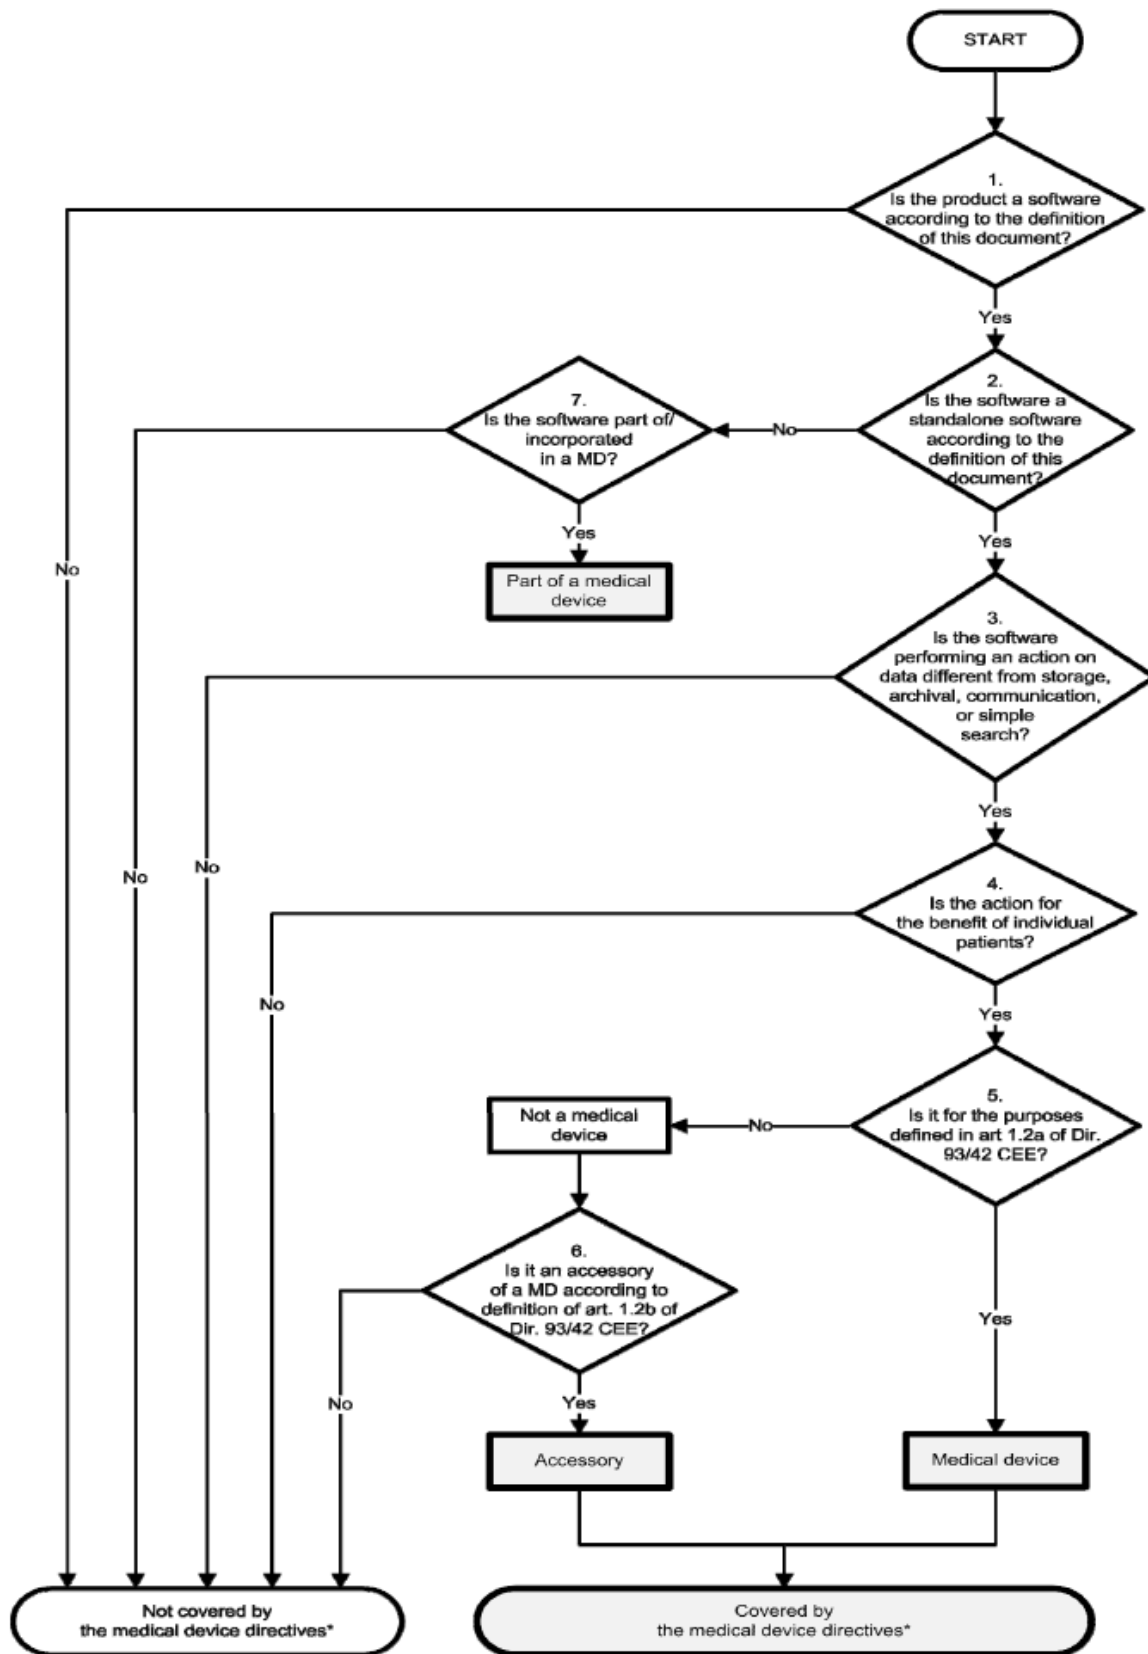 START
1.
Is the product a software
according to the definition
of this document?
Yes
2.
Is the software a
standalone software
according to the
definition of this
document?
No
7.
Is the software part of/
incorporated
in a MD?
Yes
Part of a medical
device
No
Yes
3.
Is the software
performing an action on
data different from storage,
archival, communication,
or simple
search?
Yes
No
No
4.
Is the action for
the benefit of individual
patients?
No
Yes
5.
Is it for the purposes
defined in art 1.2a of Dir.
93/42 CEE?
No
Not a medical
device
6.
Is it an accessory
of a MD according to
definition of art. 1.2b of
Dir. 93/42 CEE?
Yes
No
Yes
Accessory
Medical device
Not covered by
the medical device directives*
Covered by
the medical device directives*